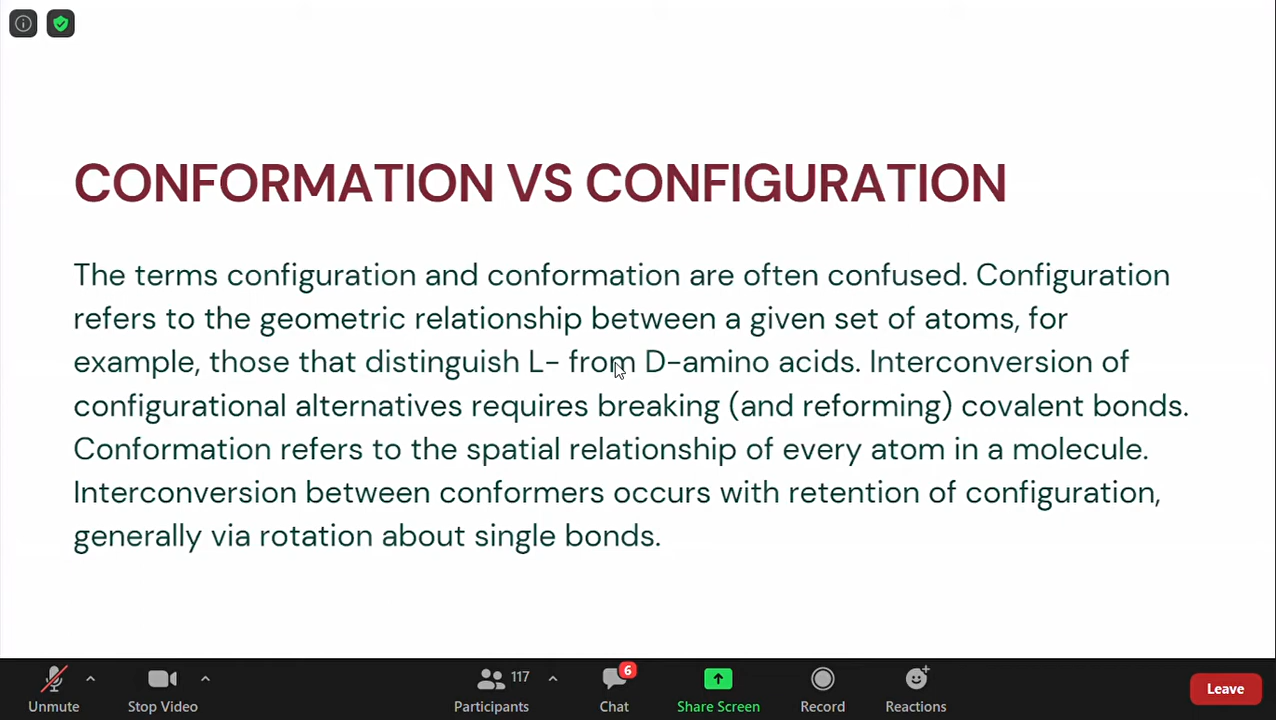 CONFORMATION VS CONFIGURATION
The terms configuration and conformation are often confused. Configuration
refers to the geometric relationship between a given set of atoms, for
example, those that distinguish L- from D-amino acids. Interconversion of
configurational alternatives requires breaking (and reforming) covalent bonds.
Conformation refers to the spatial relationship of every atom in a molecule.
Interconversion between conformers occurs with retention of configuration,
generally via rotation about single bonds.
117
6
Unmute
Stop Video
Participants
Chat
Share Screen
Record
Reactions
Leave